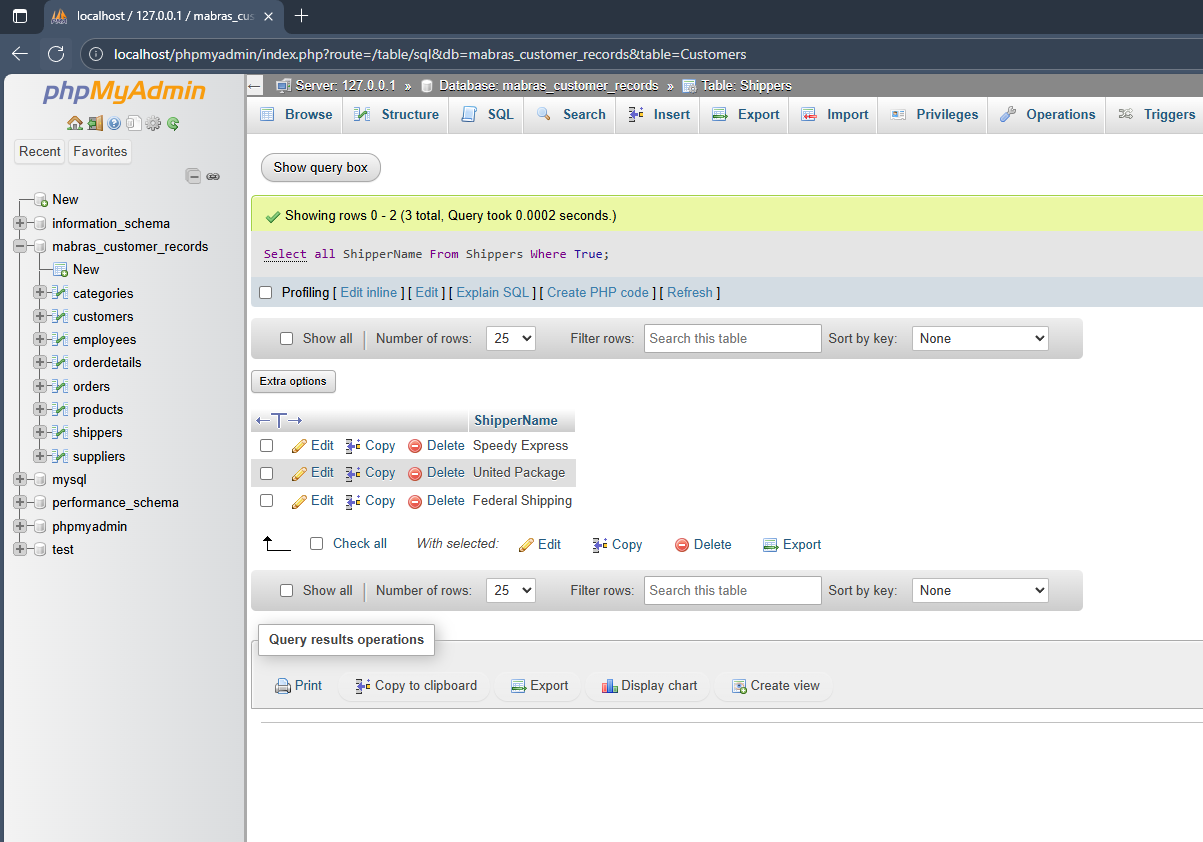 localhost / 127.0.0.1 / mabras_cus
localhost/phpmyadmin/index.php?route=/table/sql&db=mabras_customer_records&table=Customers
phpMyAdmin
Recent Favorites
New
information_schema
mabras_customer_records
New
categories
customers
employees
orderdetails
orders
products
shippers
suppliers
mysql
performance_schema
phpmyadmin
test
Server: 127.0.0.1 » Database: mabras_customer_records » Table: Shippers
Browse Structure SQL Search Insert Export Import Privileges Operations Triggers
Show query box
Showing rows 0 - 2 (3 total, Query took 0.0002 seconds.)
Select all ShipperName From Shippers Where True;
Profiling [ Edit inline ] [ Edit ] [ Explain SQL ] [ Create PHP code ] [ Refresh ]
Show all Number of rows: 25 Filter rows: Search this table Sort by key: None
Extra options
←T→ ShipperName
Edit Copy Delete Speedy Express
Edit Copy Delete United Package
Edit Copy Delete Federal Shipping
Check all With selected: Edit Copy Delete Export
Show all Number of rows: 25 Filter rows: Search this table Sort by key: None
Query results operations
Print Copy to clipboard Export Display chart Create view